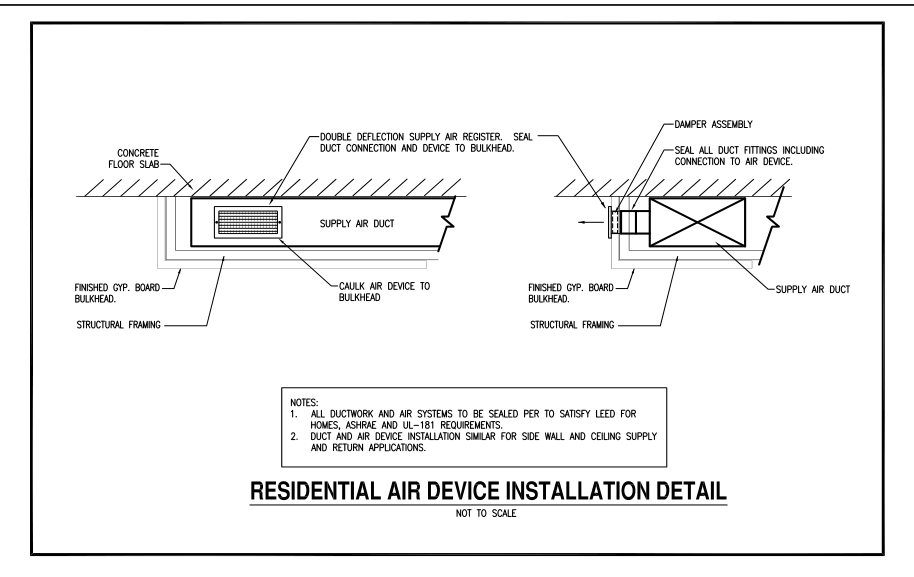 DOUBLE DEFLECTION SUPPLY AIR REGISTER.  SEAL
DUCT CONNECTION AND DEVICE TO BULKHEAD.
CONCRETE
FLOOR SLAB
SUPPLY AIR DUCT
FINISHED GYP. BOARD
BULKHEAD.
CAULK AIR DEVICE TO
BULKHEAD
STRUCTURAL FRAMING
DAMPER ASSEMBLY
SEAL ALL DUCT FITTINGS INCLUDING
CONNECTION TO AIR DEVICE.
FINISHED GYP. BOARD
BULKHEAD.
SUPPLY AIR DUCT
STRUCTURAL FRAMING
NOTES:
1. ALL DUCTWORK AND AIR SYSTEMS TO BE SEALED PER TO SATISFY LEED FOR
HOMES, ASHRAE AND UL-181 REQUIREMENTS.
2. DUCT AND AIR DEVICE INSTALLATION SIMILAR FOR SIDE WALL AND CEILING SUPPLY
AND RETURN APPLICATIONS.
RESIDENTIAL AIR DEVICE INSTALLATION DETAIL
NOT TO SCALE